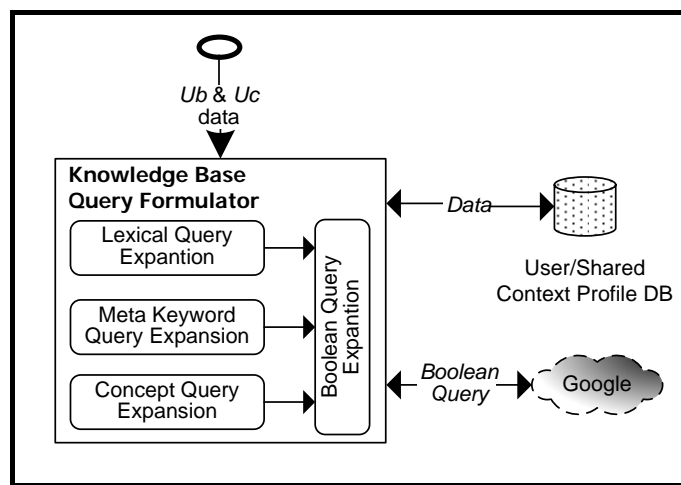 Ub & Uc
data
Knowledge Base
Query Formulator
Lexical Query
Expantion
Meta Keyword
Query Expansion
Concept Query
Expansion
Boolean Query
Expantion
Data
User/Shared
Context Profile DB
Boolean
Query
Google